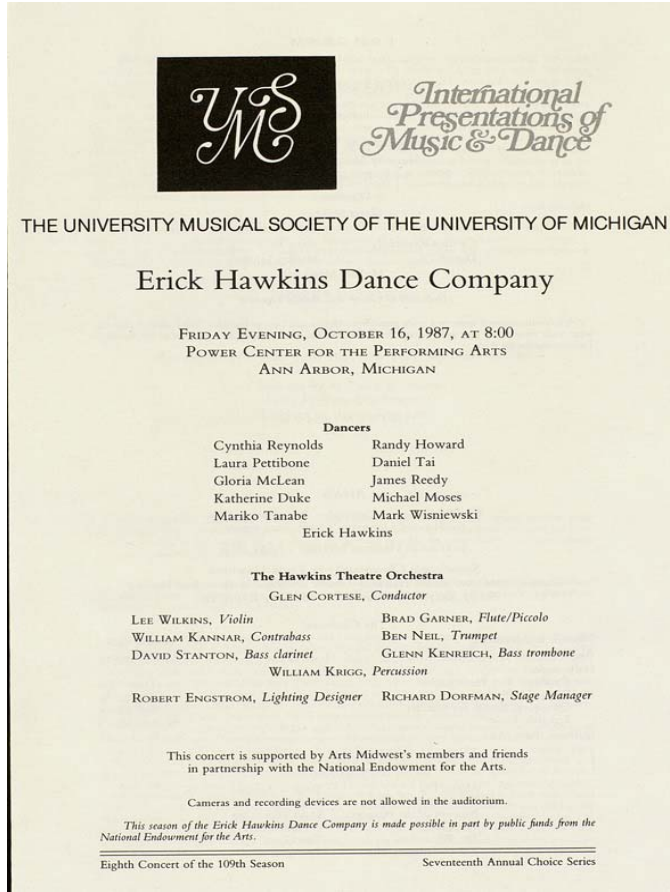 UMS
International
Presentations of
Music & Dance
THE UNIVERSITY MUSICAL SOCIETY OF THE UNIVERSITY OF MICHIGAN
Erick Hawkins Dance Company
FRIDAY EVENING, OCTOBER 16, 1987, AT 8:00
POWER CENTER FOR THE PERFORMING ARTS
ANN ARBOR, MICHIGAN
Dancers
Cynthia Reynolds Randy Howard
Laura Pettibone Daniel Tai
Gloria McLean James Reedy
Katherine Duke Michael Moses
Mariko Tanabe Mark Wisniewski
Erick Hawkins
The Hawkins Theatre Orchestra
GLEN CORTESE, Conductor
LEE WILKINS, Violin BRAD GARNER, Flute/Piccolo
WILLIAM KANNAR, Contrabass BEN NEIL, Trumpet
DAVID STANTON, Bass clarinet GLENN KENREICH, Bass trombone
WILLIAM KRIGG, Percussion
ROBERT ENGSTROM, Lighting Designer RICHARD DORFMAN, Stage Manager
This concert is supported by Arts Midwest's members and friends
in partnership with the National Endowment for the Arts.
Cameras and recording devices are not allowed in the auditorium.
This season of the Erick Hawkins Dance Company is made possible in part by public funds from the
National Endowment for the Arts.
Eighth Concert of the 109th Season Seventeenth Annual Choice Series